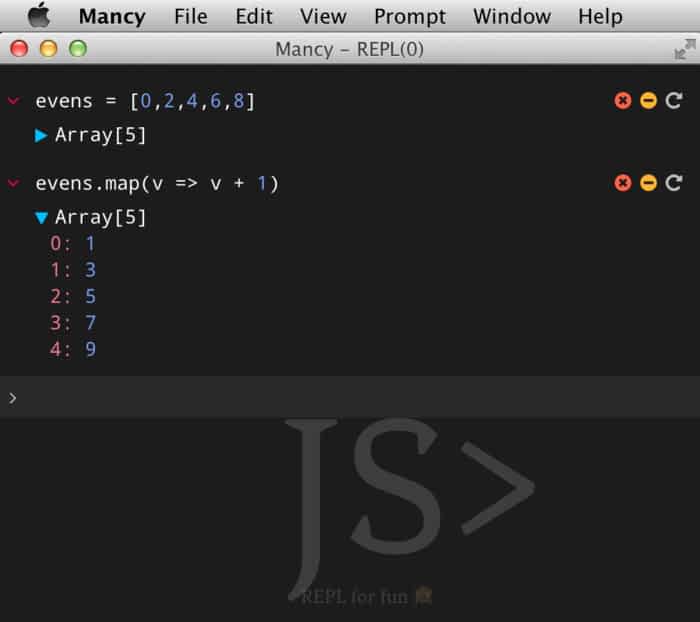 Mancy File Edit View Prompt Window Help
Mancy – REPL(0)
evens = [0,2,4,6,8]
Array[5]
evens.map(v => v + 1)
Array[5]
0: 1
1: 3
2: 5
3: 7
4: 9
>
JS>
REPL for fun